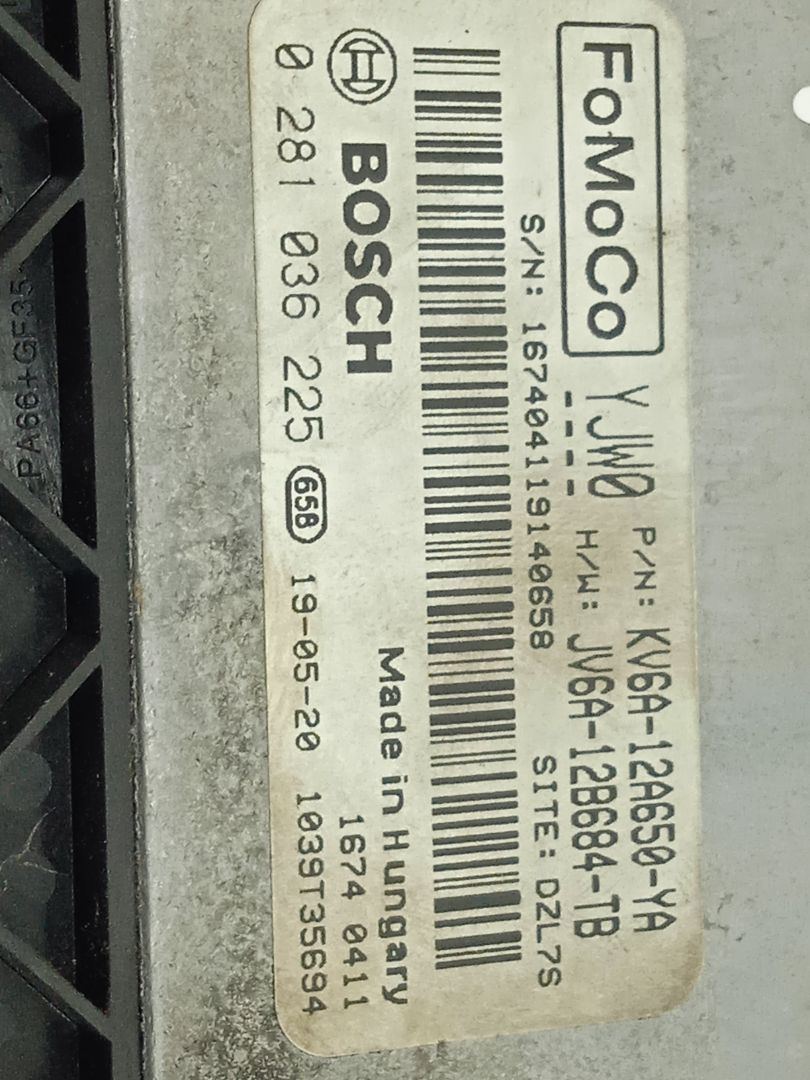 FoMoCo
YJW0
----
P/N: KV6A-12A650-YA
H/W: JV6A-12B684-TB
S/N: 167404119140658
SITE: DZL7S
BOSCH
Made in Hungary
1674 0411
0 281 036 225 65B 19-05-20 1039T35694
-PA66+GF35-